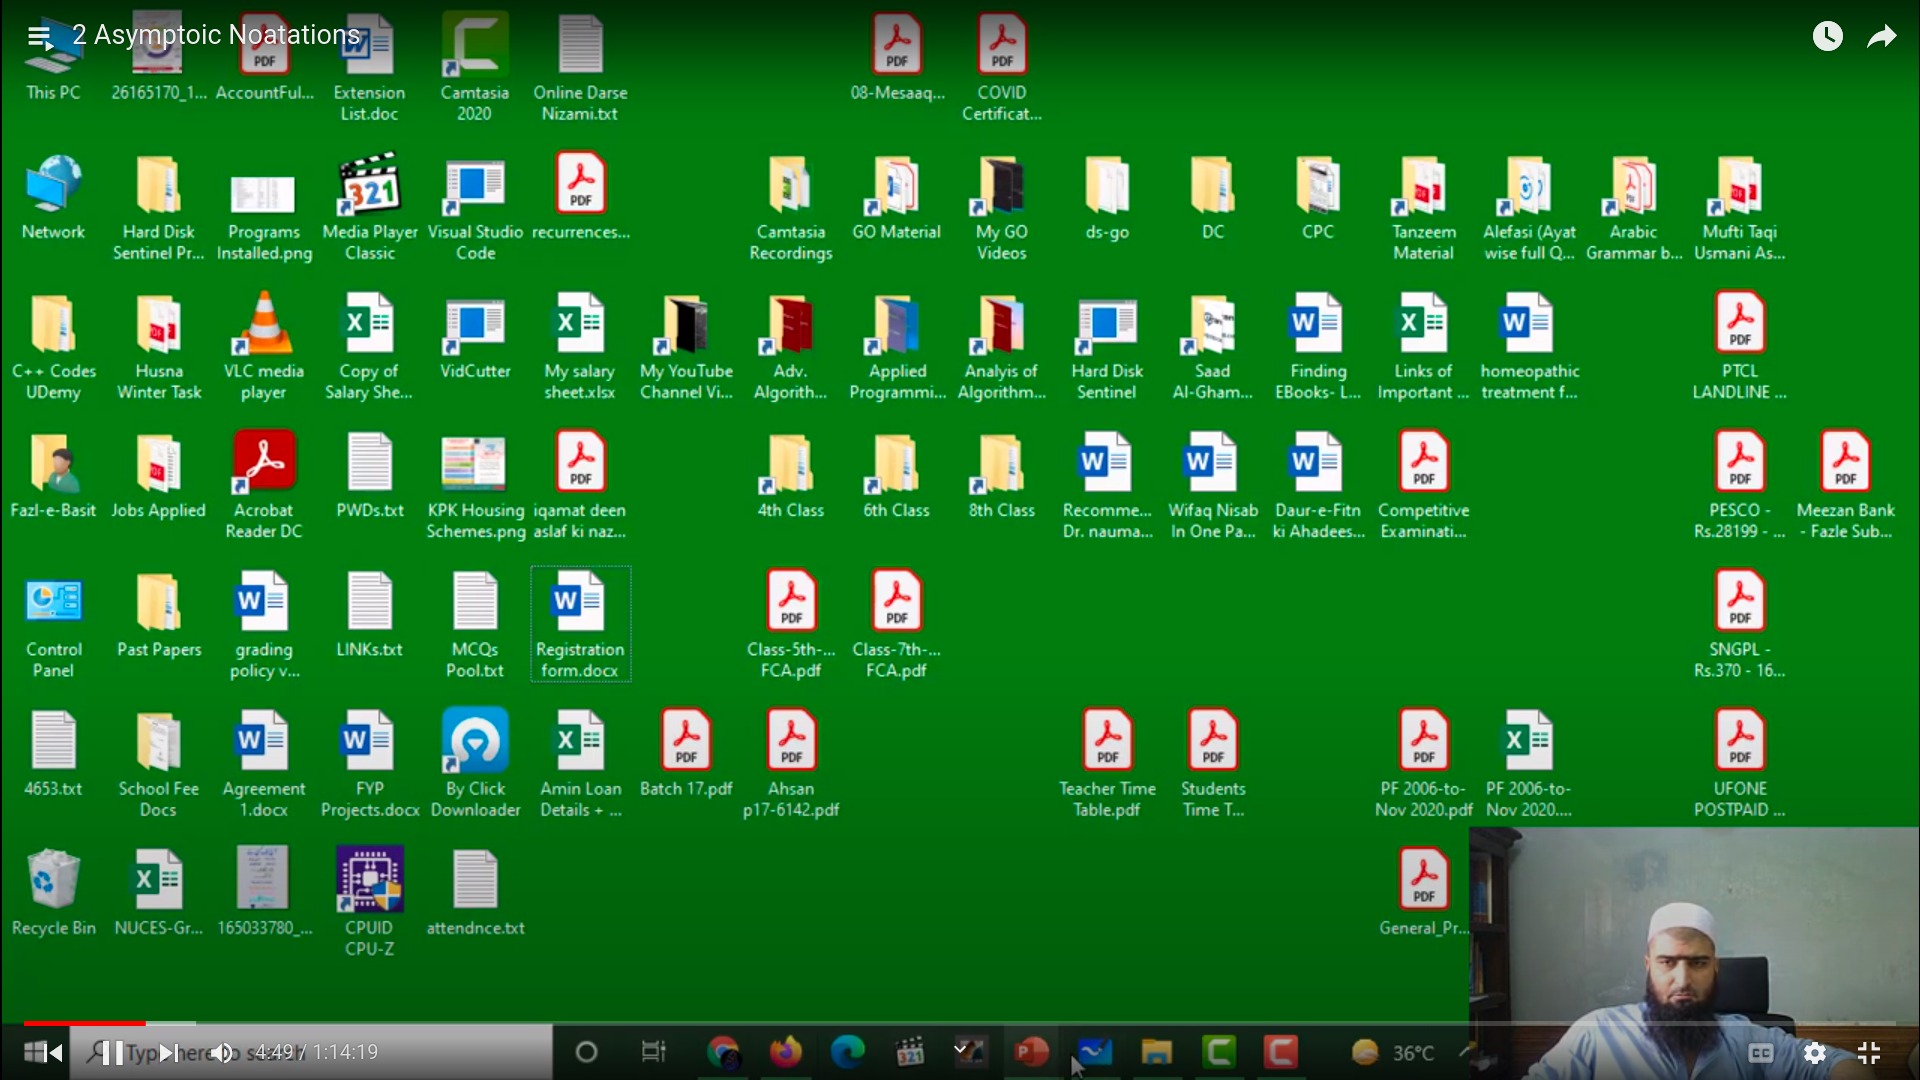 2 Asymptoic Noatations
This PC
26165170_1...
AccountFul...
Extension
List.doc
Camtasia
2020
Online Darse
Nizami.txt
08-Mesaaq...
COVID
Certificat...
Network
Hard Disk
Sentinel Pr...
Programs
Installed.png
Media Player
Classic
Visual Studio
Code
recurrences...
Camtasia
Recordings
GO Material
My GO
Videos
ds-go
DC
CPC
Tanzeem
Material
Alefasi (Ayat
wise full Q...
Arabic
Grammar b...
Mufti Taqi
Usmani As...
C++ Codes
UDemy
Husna
Winter Task
VLC media
player
Copy of
Salary She...
VidCutter
My salary
sheet.xlsx
My YouTube
Channel Vi...
Adv.
Algorith...
Applied
Programmi...
Analyis of
Algorithm...
Hard Disk
Sentinel
Saad
Al-Gham...
Finding
EBooks- L...
Links of
Important ...
homeopathic
treatment f...
PTCL
LANDLINE ...
Fazl-e-Basit
Jobs Applied
Acrobat
Reader DC
PWDs.txt
KPK Housing
Schemes.png
iqamat deen
aslaf ki naz...
4th Class
6th Class
8th Class
Recomme...
Dr. nauma...
Wifaq Nisab
In One Pa...
Daur-e-Fitn
ki Ahadees...
Competitive
Examinati...
PESCO -
Rs.28199 - ...
Meezan Bank
- Fazle Sub...
Control
Panel
Past Papers
grading
policy v...
LINKs.txt
MCQs
Pool.txt
Registration
form.docx
Class-5th-...
FCA.pdf
Class-7th-...
FCA.pdf
SNGPL -
Rs.370 - 16...
4653.txt
School Fee
Docs
Agreement
1.docx
FYP
Projects.docx
By Click
Downloader
Amin Loan
Details + ...
Batch 17.pdf
Ahsan
p17-6142.pdf
Teacher Time
Table.pdf
Students
Time T...
PF 2006-to-
Nov 2020.pdf
PF 2006-to-
Nov 2020....
UFONE
POSTPAID ...
Recycle Bin
NUCES-Gr...
165033780_...
CPUID
CPU-Z
attendnce.txt
General_Pr...
Type here to search
4:49 / 1:14:19
36°C